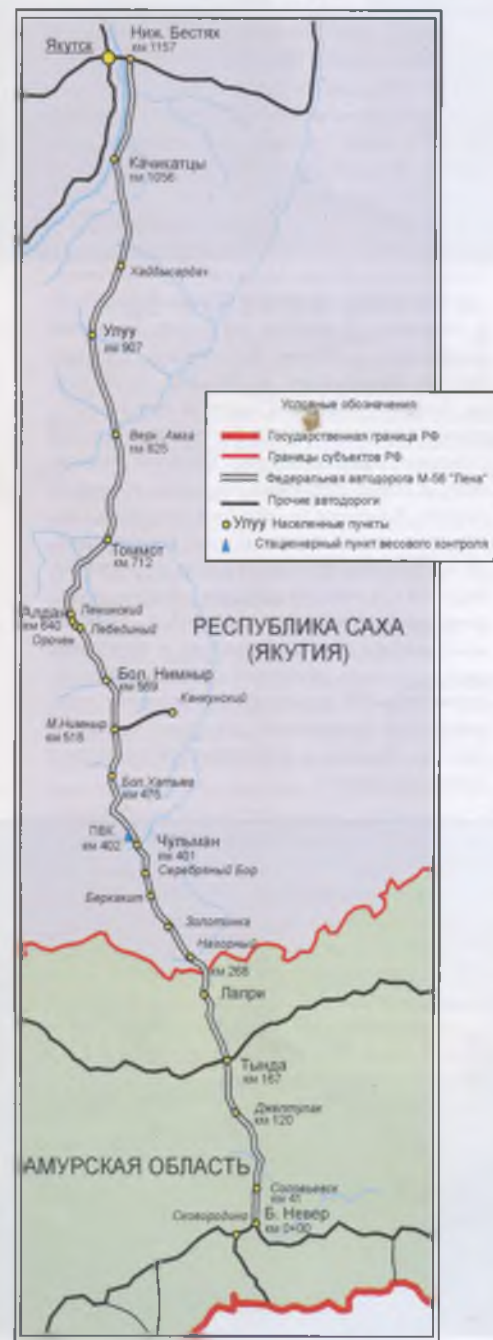 Ниж. Бестях
км 1157
Якутск
Качикатцы
км 1056
Хаддысердах
Улуу
км 907
Условные обозначения
Государственная граница РФ
Границы субъектов РФ
Федеральная автодорога М-56 "Лена"
Прочие автодороги
Улуу Населенные пункты
Стационарный пункт весового контроля
Верх. Амга
км 825
Томмот
км 712
Алдан
км 640
Ленинский
Лебединый
Орочен
РЕСПУБЛИКА САХА
(ЯКУТИЯ)
Бол. Нимныр
км 569
Канкунский
М.Нимныр
км 518
Бол.Хатыма
км 475
ПВК
км 402
Чульман
км 401
Серебряный Бор
Беркакит
Золотинка
Нагорный
км 268
Лапри
Тында
км 167
Джелтулак
км 120
АМУРСКАЯ ОБЛАСТЬ
Соловьевск
км 41
Сковородино
Б. Невер
км 0+00